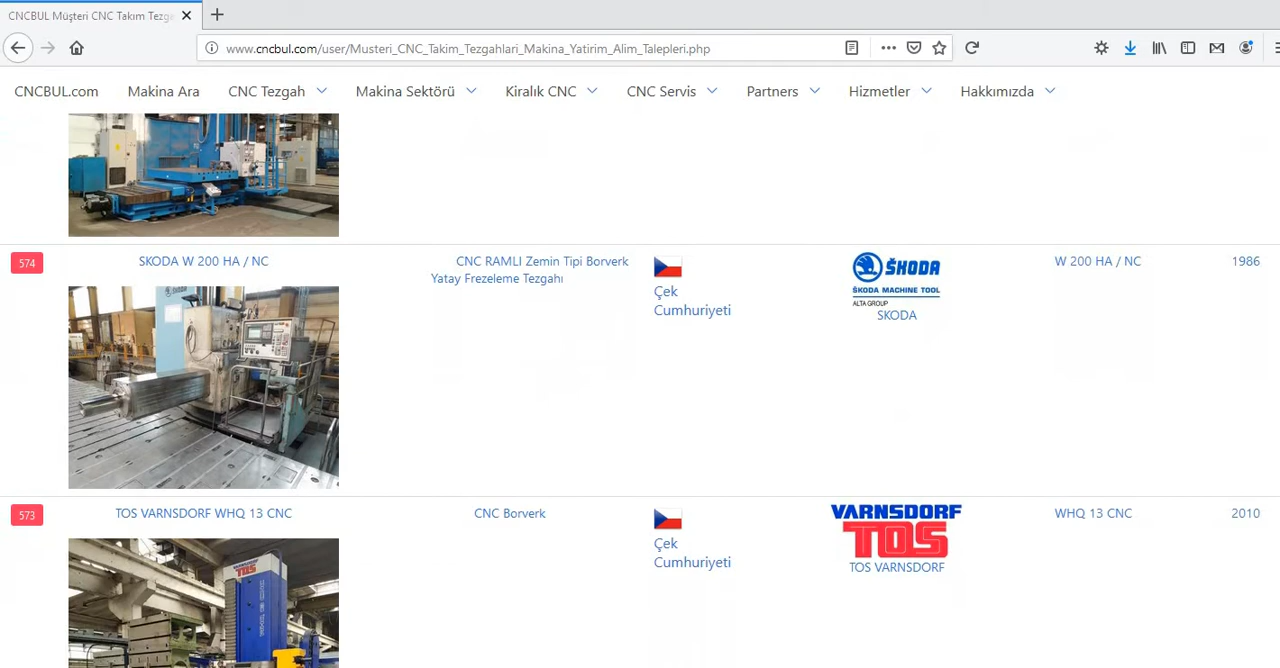 CNCBUL Müşteri CNC Takım Tezga
www.cncbul.com/user/Musteri_CNC_Takim_Tezgahlari_Makina_Yatirim_Alim_Talepleri.php
CNCBUL.com Makina Ara CNC Tezgah Makina Sektörü Kiralık CNC CNC Servis Partners Hizmetler Hakkımızda
574
SKODA W 200 HA / NC
CNC RAMLI Zemin Tipi Borverk
Yatay Frezeleme Tezgahı
Çek
Cumhuriyeti
ŠKODA
ŠKODA MACHINE TOOL
ALTA GROUP
SKODA
W 200 HA / NC
1986
573
TOS VARNSDORF WHQ 13 CNC
CNC Borverk
Çek
Cumhuriyeti
VARNSDORF
TOS
TOS VARNSDORF
WHQ 13 CNC
2010
VARNSDORF
TOS